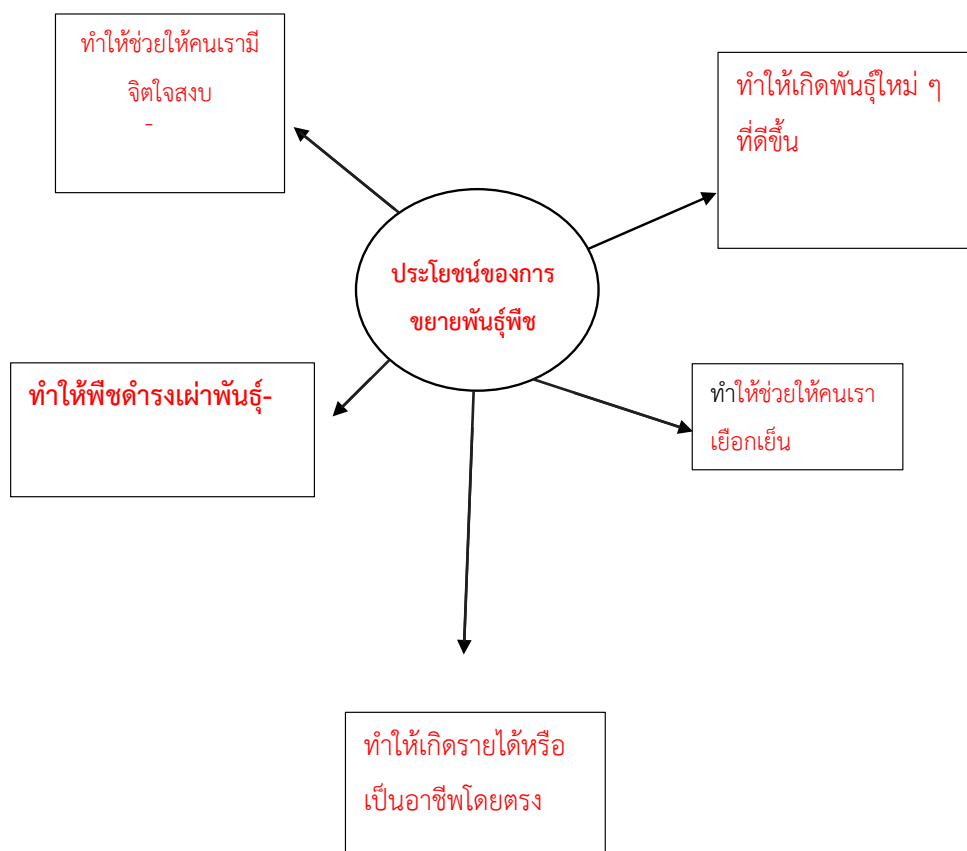 ทำให้ช่วยให้คนเรามี
จิตใจสงบ
-
ทำให้เกิดพันธุ์ใหม่ ๆ
ที่ดีขึ้น
ประโยชน์ของการ
ขยายพันธุ์พืช
ทำให้พืชดำรงเผ่าพันธุ์-
ทำให้ช่วยให้คนเรา
เยือกเย็น
ทำให้เกิดรายได้หรือ
เป็นอาชีพโดยตรง